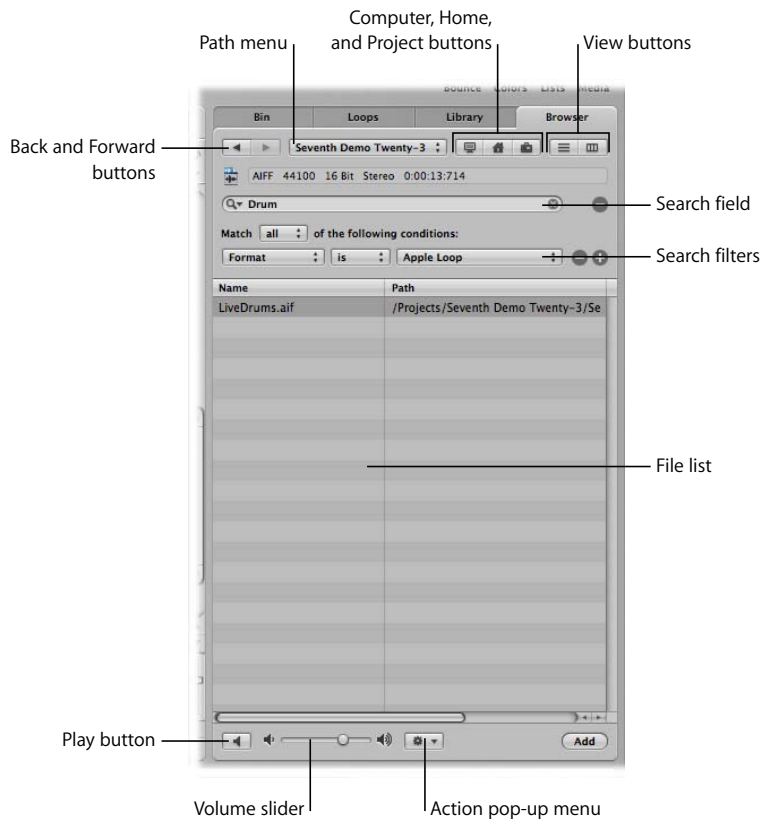 Computer, Home,
and Project buttons
Path menu
View buttons
Bounce Colors Lists Media
Bin Loops Library Browser
Back and Forward
buttons
Seventh Demo Twenty-3
AIFF 44100 16 Bit Stereo 0:00:13:714
Drum
Search field
Match all of the following conditions:
Format is Apple Loop
Search filters
Name Path
LiveDrums.aif /Projects/Seventh Demo Twenty-3/Se
File list
Play button
Add
Volume slider
Action pop-up menu